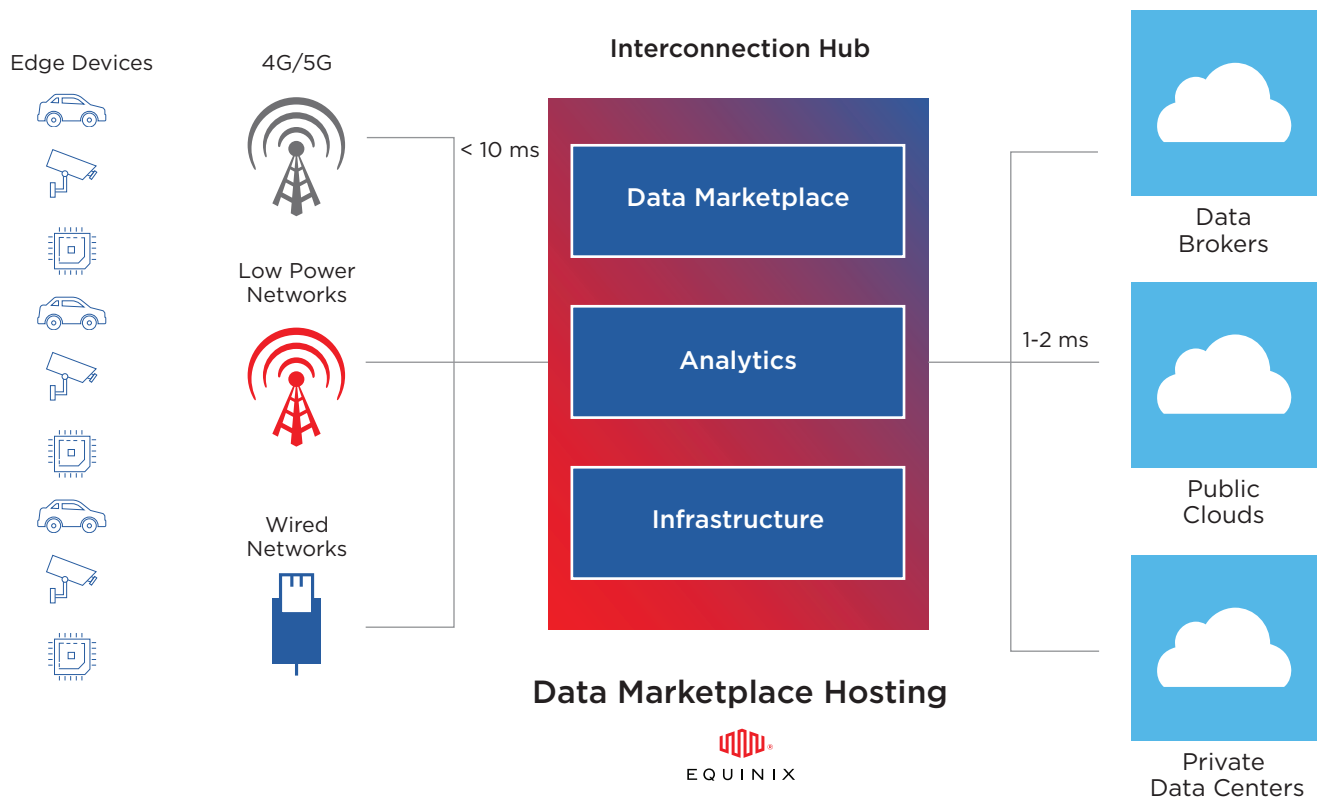 Edge Devices
4G/5G
Low Power
Networks
Wired
Networks
< 10 ms
Interconnection Hub
Data Marketplace
Analytics
Infrastructure
Data Marketplace Hosting
EQUINIX
1-2 ms
Data
Brokers
Public
Clouds
Private
Data Centers